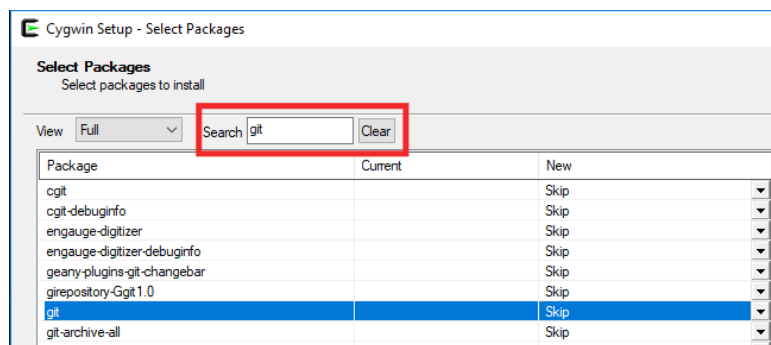 Cygwin Setup - Select Packages
Select Packages
Select packages to install
View Full Search git Clear
Package Current New
cgit Skip
cgit-debuginfo Skip
engauge-digitizer Skip
engauge-digitizer-debuginfo Skip
geany-plugins-git-changebar Skip
girepository-Ggit1.0 Skip
git Skip
git-archive-all Skip